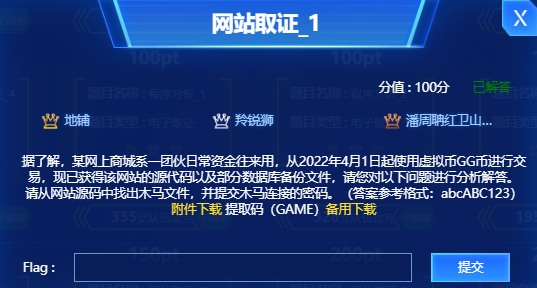 网站取证_1
X
分值 : 100分
已解答
地铺
羚锐狮
潘周聃红卫山...
据了解，某网上商城系一团伙日常资金往来用，从2022年4月1日起使用虚拟币GG币进行交
易，现已获得该网站的源代码以及部分数据库备份文件，请您对以下问题进行分析解答。
请从网站源码中找出木马文件，并提交木马连接的密码。（答案参考格式：abcABC123）
附件下载 提取码（GAME）备用下载
Flag :
提交